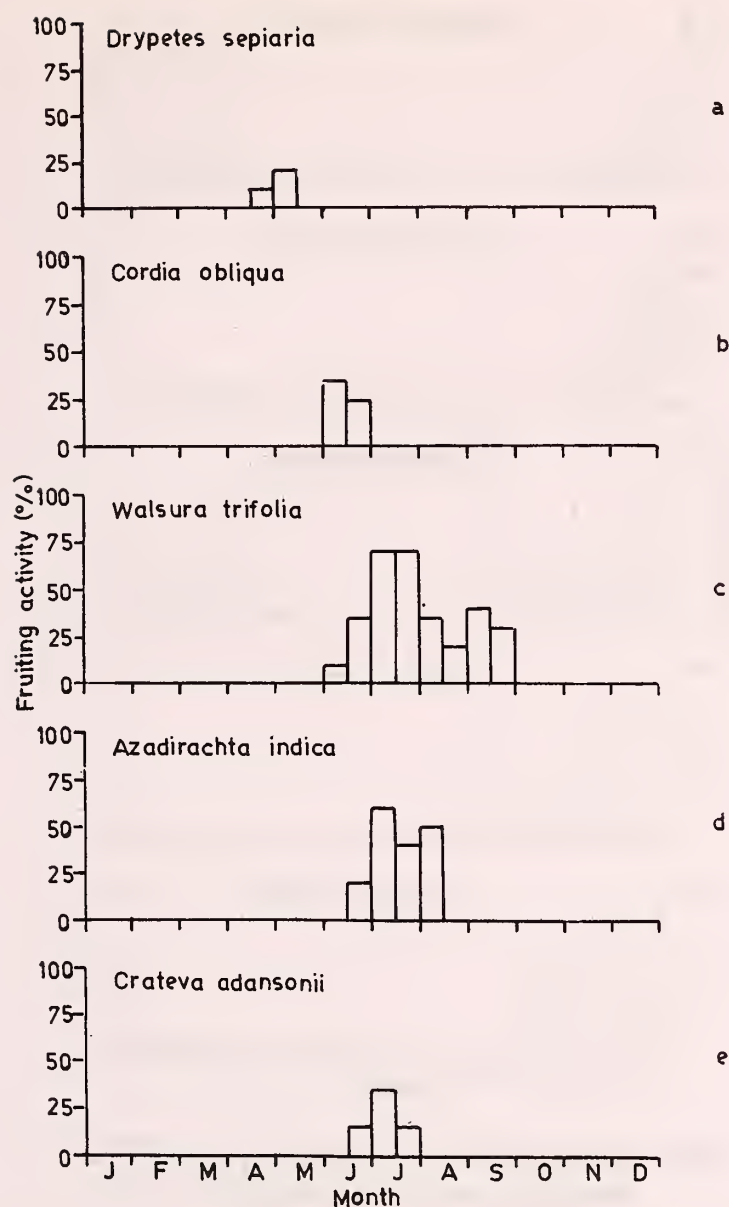 Drypetes sepiaria
100
75
50
25
0
a
Cordia obliqua
100
75
50
25
0
b
Walsura trifolia
100
75
50
25
0
c
Azadirachta indica
100
75
50
25
0
d
Crateva adansonii
100
75
50
25
0
e
Fruiting activity (%)
J F M A M J J A S O N D
Month